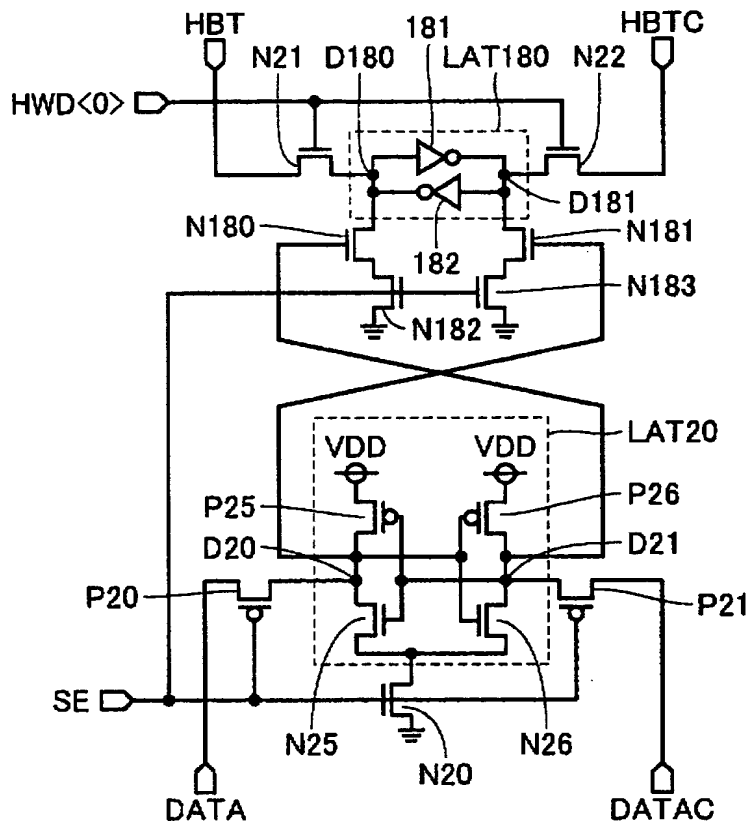 HBT
181
HBTC
N21
D180
LAT180
N22
HWD<0>
D181
N180
182
N181
N183
N182
LAT20
VDD
VDD
P25
P26
D20
D21
P20
P21
SE
N25
N20
N26
DATA
DATAC